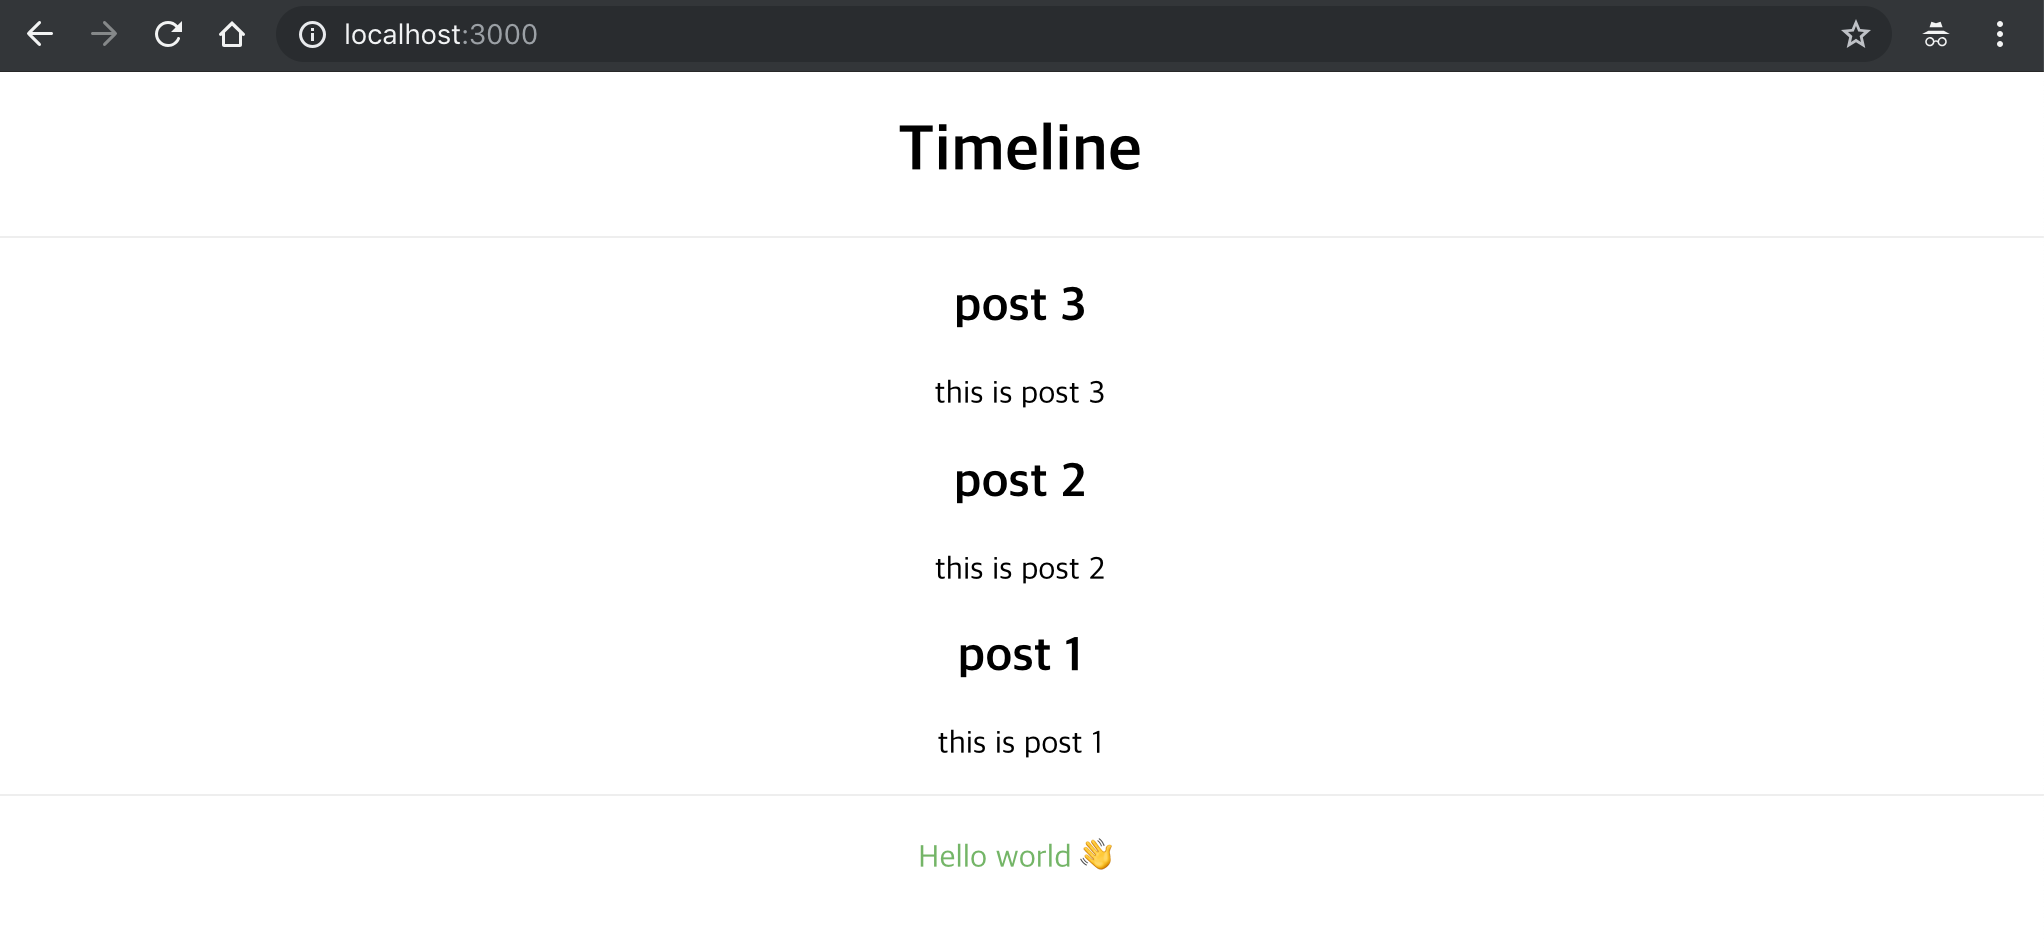 localhost:3000
Timeline
post 3
this is post 3
post 2
this is post 2
post 1
this is post 1
Hello world 👋